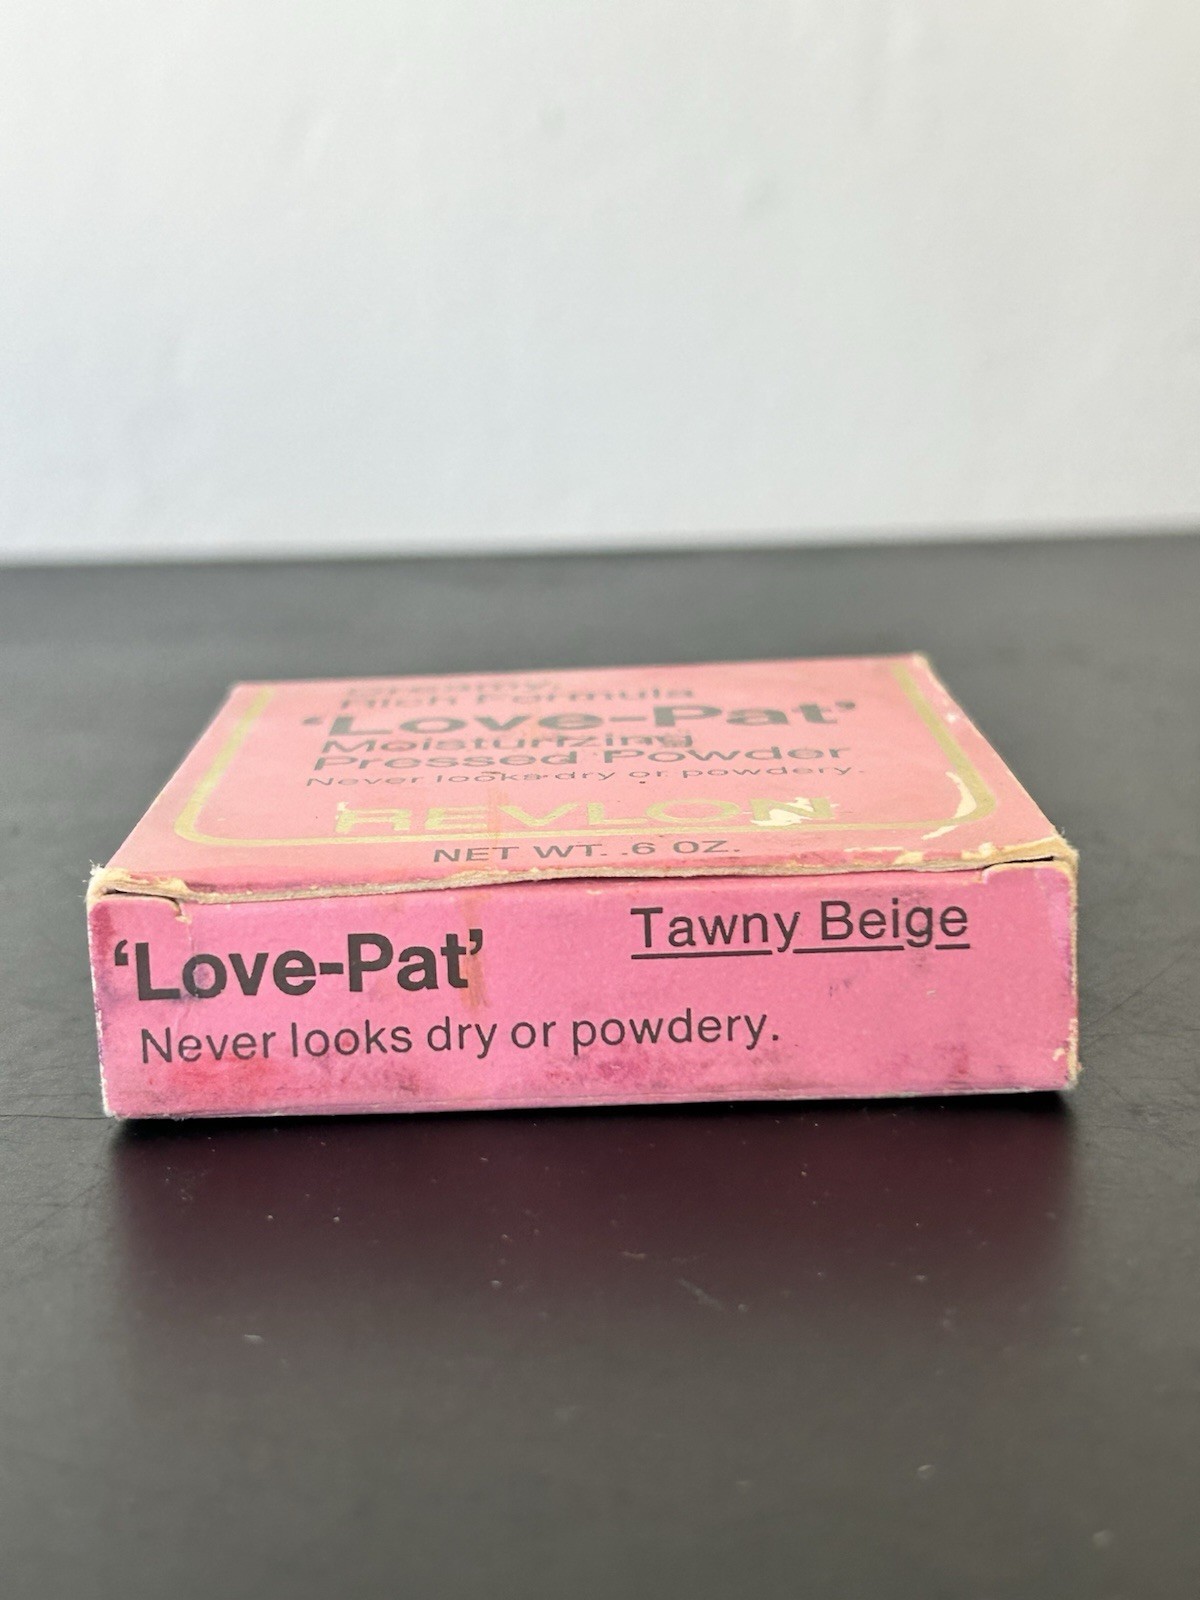 Creamy,
Rich Formula
'Love-Pat'
Moisturizing
Pressed Powder
Never looks dry or powdery.
REVLON
NET WT. .6 OZ.
'Love-Pat'
Tawny Beige
Never looks dry or powdery.